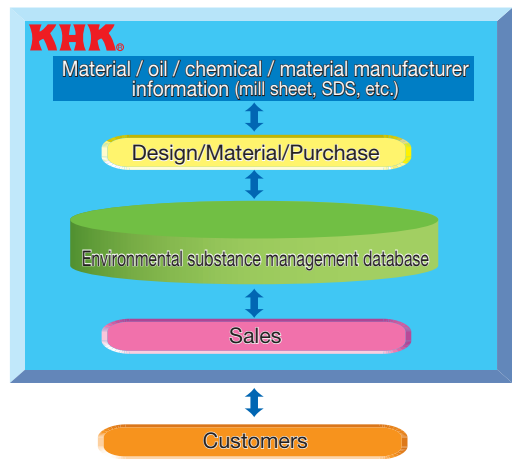 KHK®
Material / oil / chemical / material manufacturer
information (mill sheet, SDS, etc.)
Design/Material/Purchase
Environmental substance management database
Sales
Customers